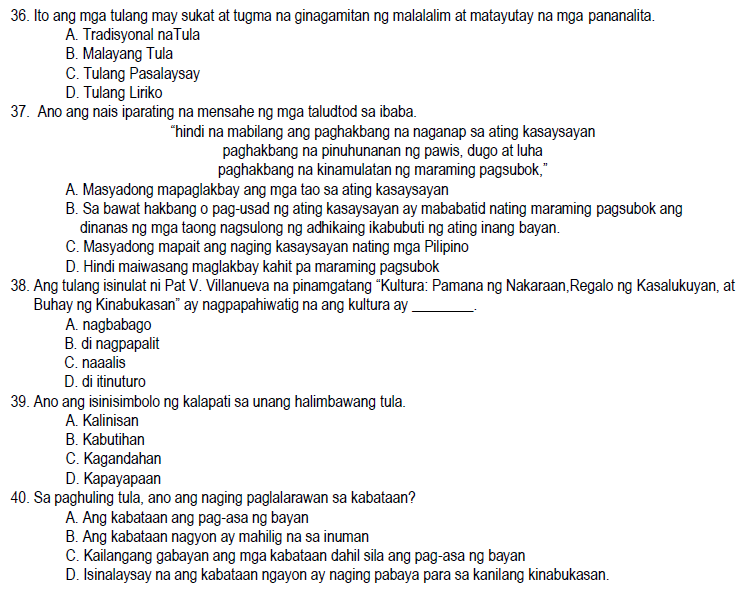 36. Ito ang mga tulang may sukat at tugma na ginagamitan ng malalalim at matayutay na mga pananalita.
A. Tradisyonal naTula
B. Malayang Tula
C. Tulang Pasalaysay
D. Tulang Liriko
37. Ano ang nais iparating na mensahe ng mga taludtod sa ibaba.
“hindi na mabilang ang paghakbang na naganap sa ating kasaysayan
paghakbang na pinuhunanan ng pawis, dugo at luha
paghakbang na kinamulatan ng maraming pagsubok,”
A. Masyadong mapaglakbay ang mga tao sa ating kasaysayan
B. Sa bawat hakbang o pag-usad ng ating kasaysayan ay mababatid nating maraming pagsubok ang
dinanas ng mga taong nagsulong ng adhikaing ikabubuti ng ating inang bayan.
C. Masyadong mapait ang naging kasaysayan nating mga Pilipino
D. Hindi maiwasang maglakbay kahit pa maraming pagsubok
38. Ang tulang isinulat ni Pat V. Villanueva na pinamgatang “Kultura: Pamana ng Nakaraan,Regalo ng Kasalukuyan, at
Buhay ng Kinabukasan” ay nagpapahiwatig na ang kultura ay _________.
A. nagbabago
B. di nagpapalit
C. naaalis
D. di itinuturo
39. Ano ang isinisimbolo ng kalapati sa unang halimbawang tula.
A. Kalinisan
B. Kabutihan
C. Kagandahan
D. Kapayapaan
40. Sa paghuling tula, ano ang naging paglalarawan sa kabataan?
A. Ang kabataan ang pag-asa ng bayan
B. Ang kabataan nagyon ay mahilig na sa inuman
C. Kailangang gabayan ang mga kabataan dahil sila ang pag-asa ng bayan
D. Isinalaysay na ang kabataan ngayon ay naging pabaya para sa kanilang kinabukasan.